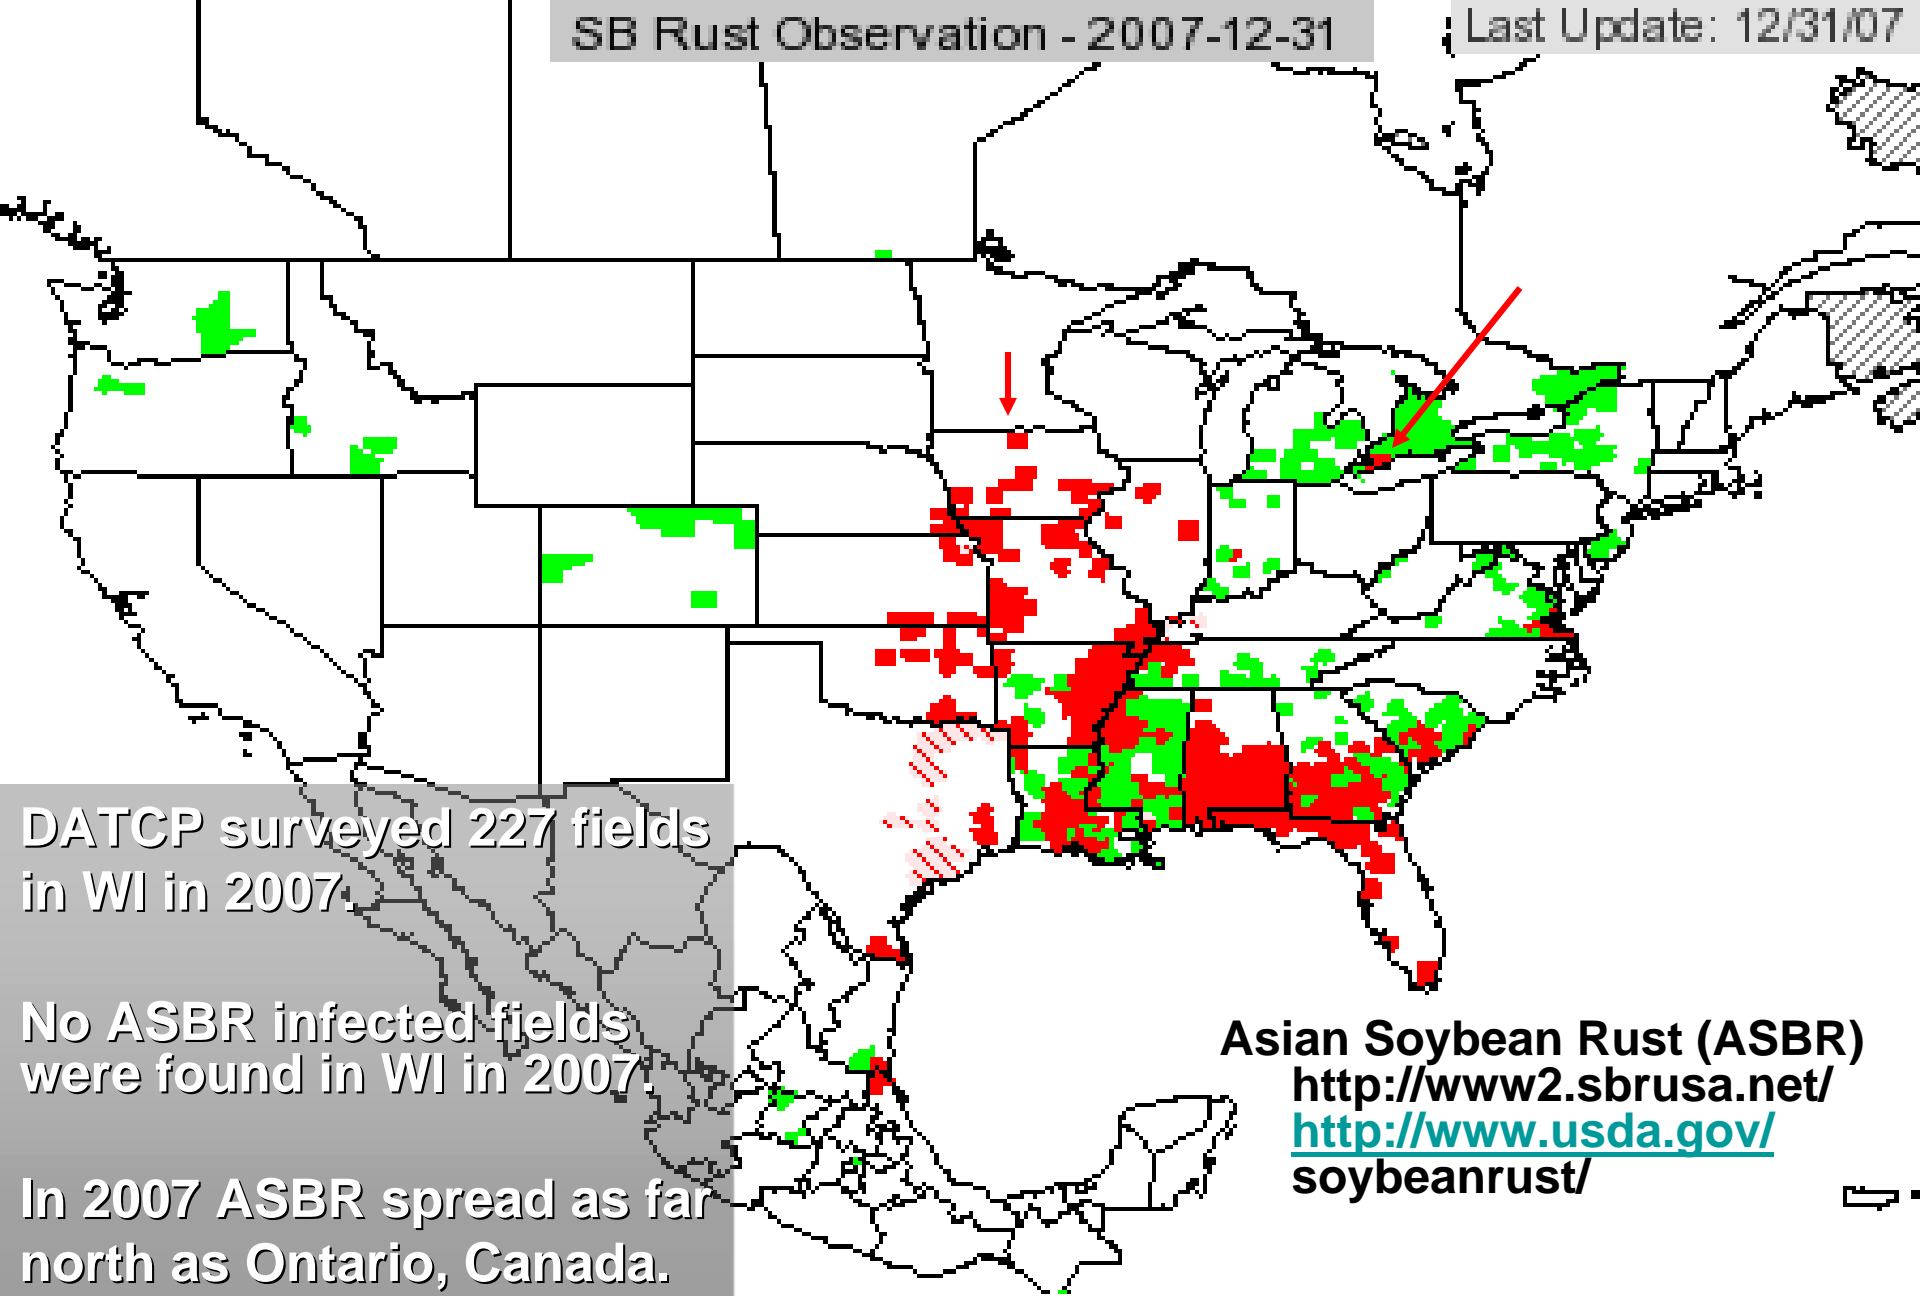 SB Rust Observation - 2007-12-31
Last Update: 12/31/07
DATCP surveyed 227 fields
in WI in 2007.
No ASBR infected fields
were found in WI in 2007.
In 2007 ASBR spread as far
north as Ontario, Canada.
Asian Soybean Rust (ASBR)
http://www2.sbrusa.net/
http://www.usda.gov/
soybeanrust/